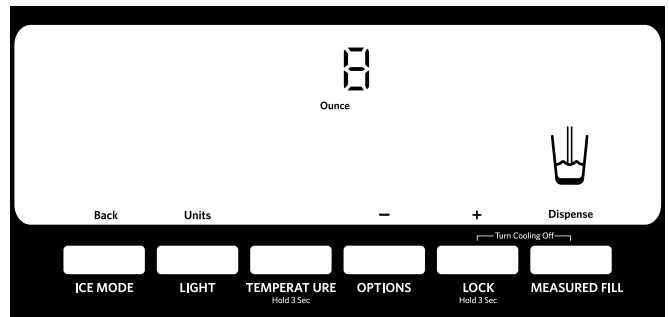 8
Ounce
Back Units − + Dispense
Turn Cooling Off
ICE MODE LIGHT TEMPERAT URE OPTIONS LOCK MEASURED FILL
Hold 3 Sec Hold 3 Sec